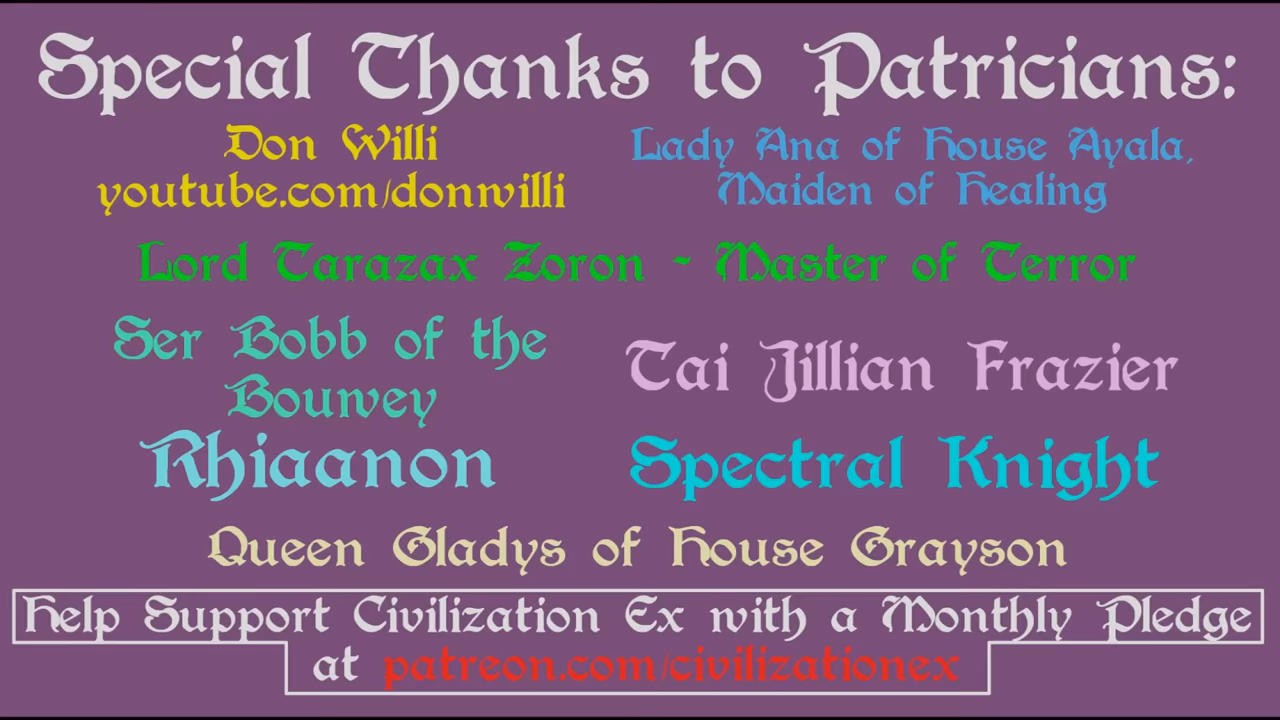 Special Thanks to Patricians:
Don Willi
youtube.com/donwilli
Lady Ana of House Ayala,
Maiden of Healing
Lord Tarazax Zoron - Master of Terror
Ser Bobb of the
Bouwey
Tai Jillian Frazier
Rhiaanon
Spectral Knight
Queen Gladys of House Grayson
Help Support Civilization Ex with a Monthly Pledge
at patreon.com/civilizationex